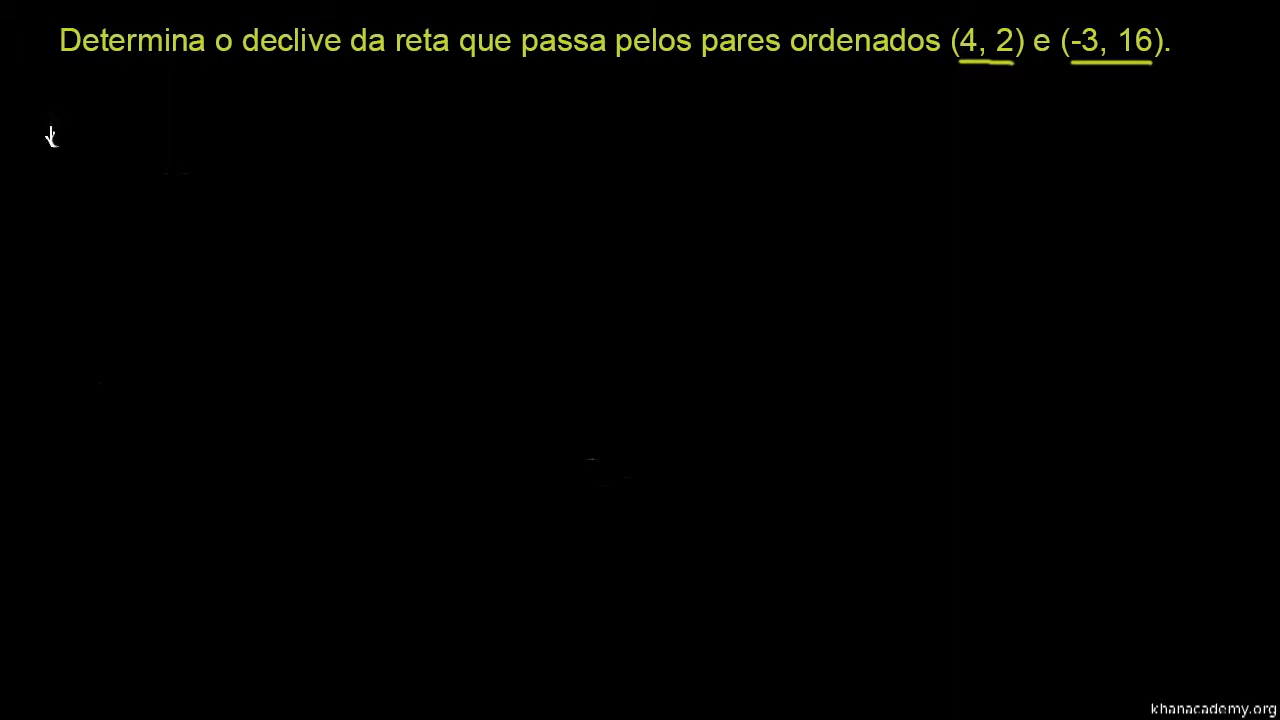 Determina o declive da reta que passa pelos pares ordenados (4, 2) e (-3, 16).
khanacademy.org